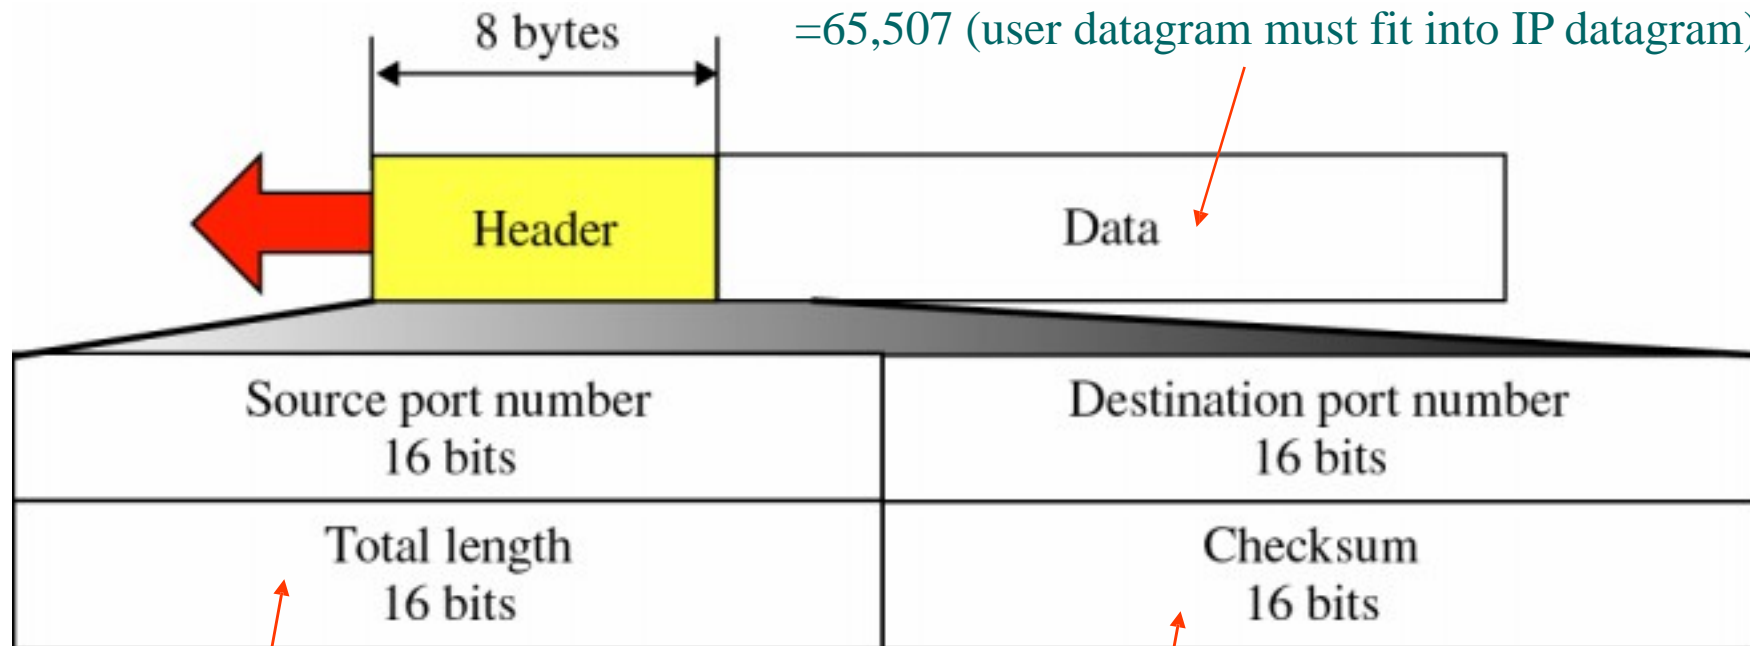 8 bytes
=65,507 (user datagram must fit into IP datagram)
Header
Data
Source port number
16 bits
Destination port number
16 bits
Total length
16 bits
Checksum
16 bits